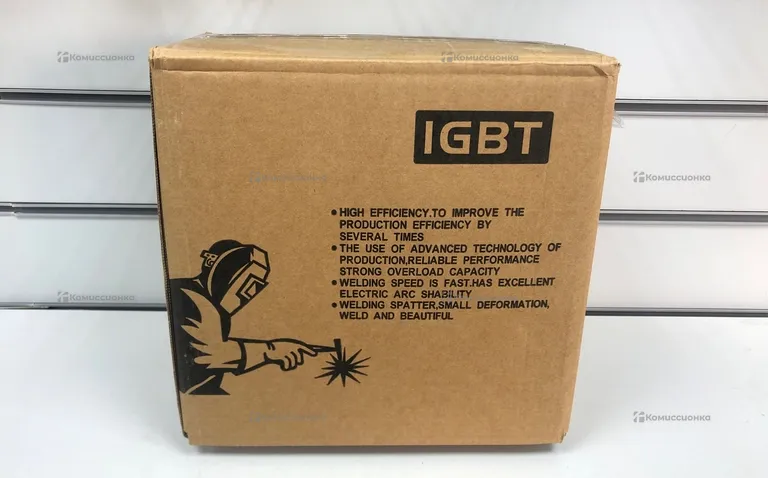 Комиссионка
Комиссионка
IGBT
Комиссионка
Комиссионка
• HIGH EFFICIENCY.TO IMPROVE THE
PRODUCTION EFFICIENCY BY
SEVERAL TIMES
• THE USE OF ADVANCED TECHNOLOGY OF
PRODUCTION,RELIABLE PERFORMANCE
STRONG OVERLOAD CAPACITY
• WELDING SPEED IS FAST.HAS EXCELLENT
ELECTRIC ARC SHABILITY
• WELDING SPATTER,SMALL DEFORMATION,
WELD AND BEAUTIFUL
Комиссионка
Комиссионка
Комиссионка